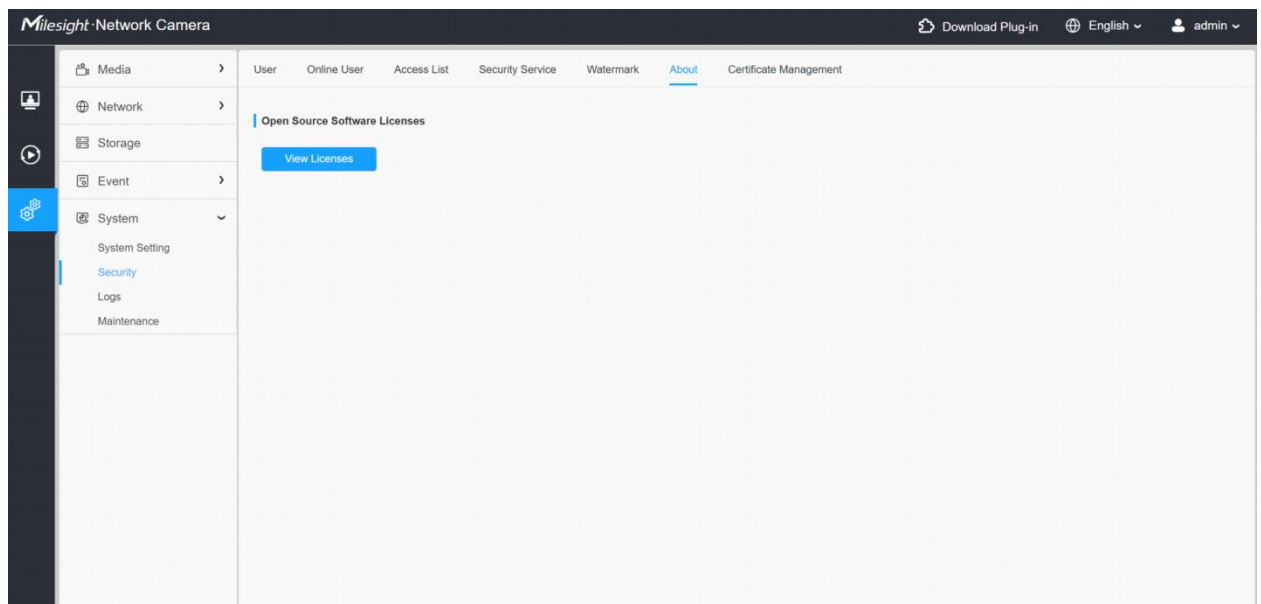 Milesight·Network Camera Download Plug-in English admin
Media
Network
Storage
Event
System
System Setting
Security
Logs
Maintenance
User Online User Access List Security Service Watermark About Certificate Management
Open Source Software Licenses
View Licenses